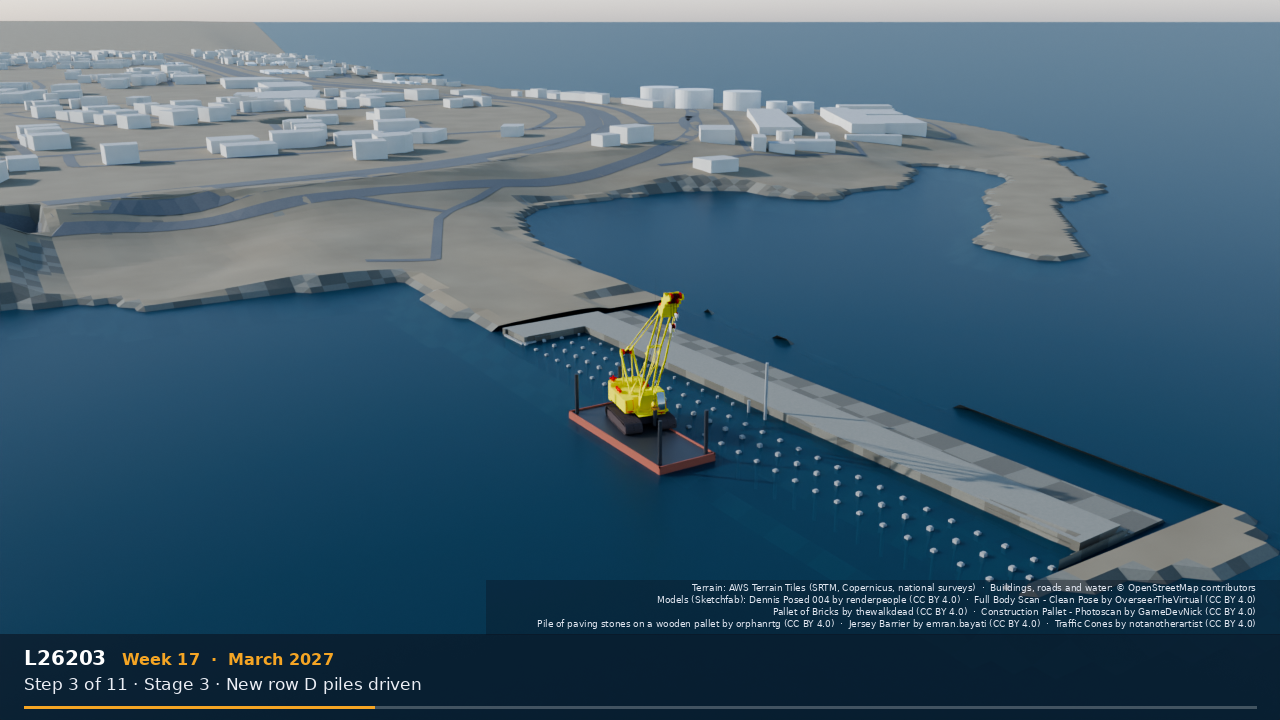 Terrain: AWS Terrain Tiles (SRTM, Copernicus, national surveys) · Buildings, roads and water: © OpenStreetMap contributors
Models (Sketchfab): Dennis Posed 004 by renderpeople (CC BY 4.0) · Full Body Scan - Clean Pose by OverseerTheVirtual (CC BY 4.0)
Pallet of Bricks by thewalkdead (CC BY 4.0) · Construction Pallet - Photoscan by GameDevNick (CC BY 4.0)
Pile of paving stones on a wooden pallet by orphanrtg (CC BY 4.0) · Jersey Barrier by emran.bayati (CC BY 4.0) · Traffic Cones by notanotherartist (CC BY 4.0)
L26203 Week 17 · March 2027
Step 3 of 11 · Stage 3 · New row D piles driven